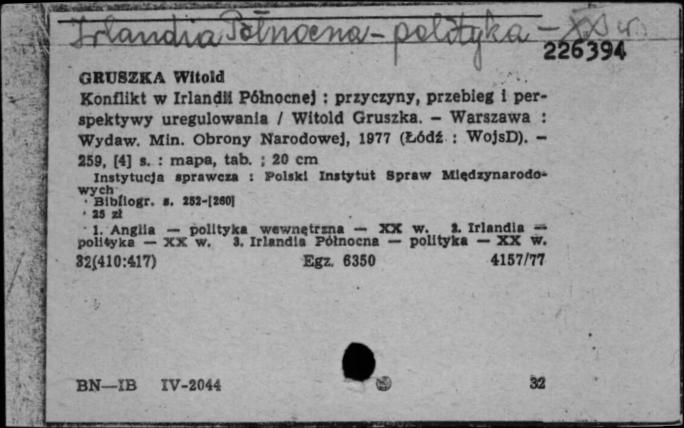 Irlandia Północna – polityka – XX w.
226394
GRUSZKA Witold
Konflikt w Irlandii Północnej : przyczyny, przebieg i per-
spektywy uregulowania / Witold Gruszka. – Warszawa :
Wydaw. Min. Obrony Narodowej, 1977 (Łódź : WojsD). –
259, [4] s. : mapa, tab. ; 20 cm
Instytucja sprawcza : Polski Instytut Spraw Międzynarodo-
wych
Bibliogr. s. 252-[260]
25 zł
1. Anglia — polityka wewnętrzna — XX w. 2. Irlandia —
polityka — XX w. 3. Irlandia Północna — polityka — XX w.
32(410:417) Egz. 6350 4157/77
BN—IB IV-2044 32